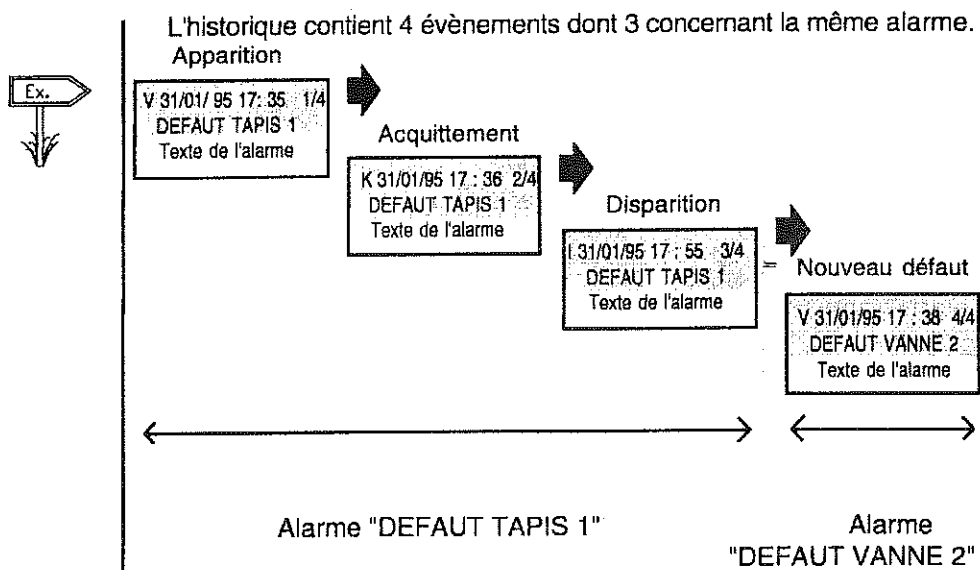 L'historique contient 4 évènements dont 3 concernant la même alarme.
Apparition
Ex.
V 31/01/ 95 17: 35 1/4
DEFAUT TAPIS 1
Texte de l'alarme
Acquittement
K 31/01/95 17 : 36 2/4
DEFAUT TAPIS 1
Texte de l'alarme
Disparition
I 31/01/95 17 : 55 3/4
DEFAUT TAPIS 1
Texte de l'alarme
Nouveau défaut
V 31/01/95 17 : 38 4/4
DEFAUT VANNE 2
Texte de l'alarme
Alarme "DEFAUT TAPIS 1"
Alarme
"DEFAUT VANNE 2"